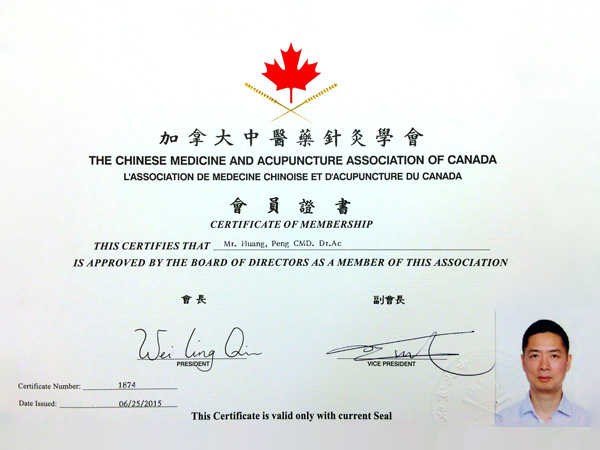 加拿大中醫藥針灸學會
THE CHINESE MEDICINE AND ACUPUNCTURE ASSOCIATION OF CANADA
L'ASSOCIATION DE MEDECINE CHINOISE ET D'ACUPUNCTURE DU CANADA
會員證書
CERTIFICATE OF MEMBERSHIP
THIS CERTIFIES THAT Mr. Huang, Peng CMD. Dr.Ac
IS APPROVED BY THE BOARD OF DIRECTORS AS A MEMBER OF THIS ASSOCIATION
會長 副會長
Wei Ling Qin
PRESIDENT VICE PRESIDENT
Certificate Number: 1874
Date Issued: 06/25/2015
This Certificate is valid only with current Seal